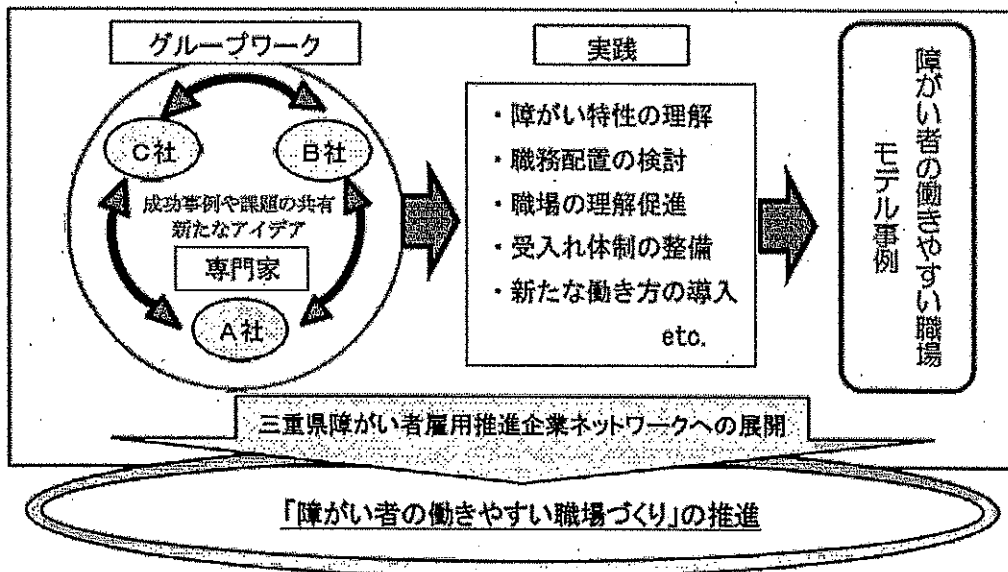 グループワーク
C社
B社
成功事例や課題の共有
新たなアイデア
専門家
A社
実践
・障がい特性の理解
・職務配置の検討
・職場の理解促進
・受入れ体制の整備
・新たな働き方の導入
etc.
障がい者の働きやすい職場
モデル事例
三重県障がい者雇用推進企業ネットワークへの展開
「障がい者の働きやすい職場づくり」の推進